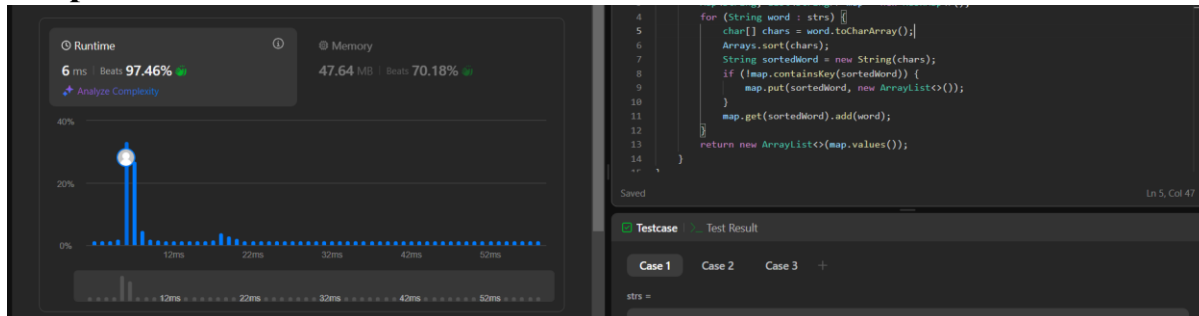 Runtime
6 ms | Beats 97.46%
Analyze Complexity
Memory
47.64 MB | Beats 70.18%
40%
20%
0%
12ms 22ms 32ms 42ms 52ms
12ms 22ms 32ms 42ms 52ms
4 for (String word : strs) {
5 char[] chars = word.toCharArray();
6 Arrays.sort(chars);
7 String sortedWord = new String(chars);
8 if (!map.containsKey(sortedWord)) {
9 map.put(sortedWord, new ArrayList<>());
10 }
11 map.get(sortedWord).add(word);
12 }
13 return new ArrayList<>(map.values());
14 }
Saved
Ln 5, Col 47
Testcase | >_ Test Result
Case 1 Case 2 Case 3 +
strs =